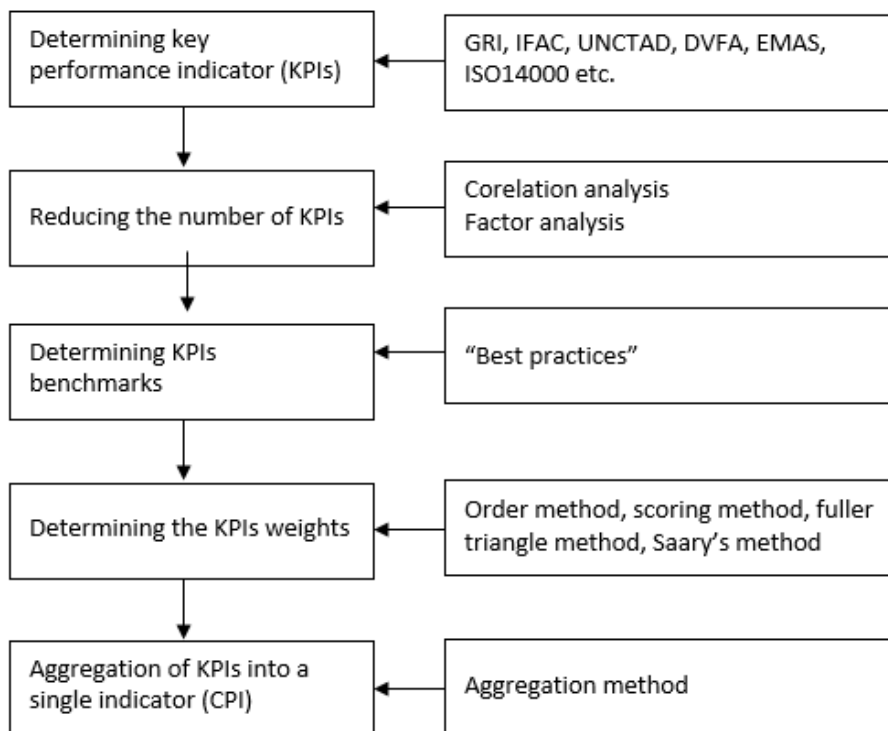 Determining key
performance indicator (KPIs)
GRI, IFAC, UNCTAD, DVFA, EMAS,
ISO14000 etc.
Reducing the number of KPIs
Corelation analysis
Factor analysis
Determining KPIs
benchmarks
“Best practices”
Determining the KPIs weights
Order method, scoring method, fuller
triangle method, Saary’s method
Aggregation of KPIs into a
single indicator (CPI)
Aggregation method